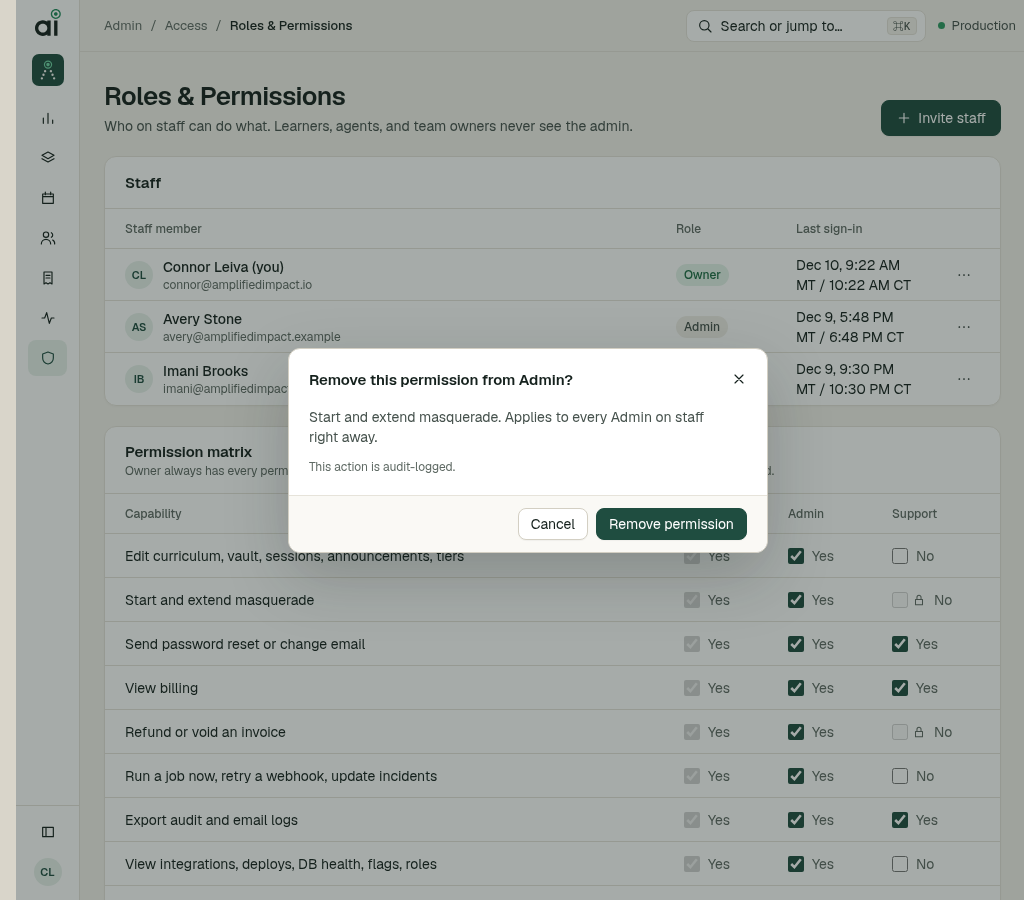 ai
Admin / Access / Roles & Permissions
Search or jump to… ⌘K
Production
Roles & Permissions
Who on staff can do what. Learners, agents, and team owners never see the admin.
Invite staff
Staff
Staff member Role Last sign-in
CL Connor Leiva (you) connor@amplifiedimpact.io Owner Dec 10, 9:22 AM
MT / 10:22 AM CT
AS Avery Stone avery@amplifiedimpact.example Admin Dec 9, 5:48 PM
MT / 6:48 PM CT
IB Imani Brooks Dec 9, 9:30 PM
MT / 10:30 PM CT
Remove this permission from Admin?
Start and extend masquerade. Applies to every Admin on staff
right away.
This action is audit-logged.
Cancel Remove permission
Permission matrix
Owner always has every
Capability Admin Support
Edit curriculum, vault, sessions, announcements, tiers Yes Yes No
Start and extend masquerade Yes Yes No
Send password reset or change email Yes Yes Yes
View billing Yes Yes Yes
Refund or void an invoice Yes Yes No
Run a job now, retry a webhook, update incidents Yes Yes No
Export audit and email logs Yes Yes Yes
View integrations, deploys, DB health, flags, roles Yes Yes No
CL